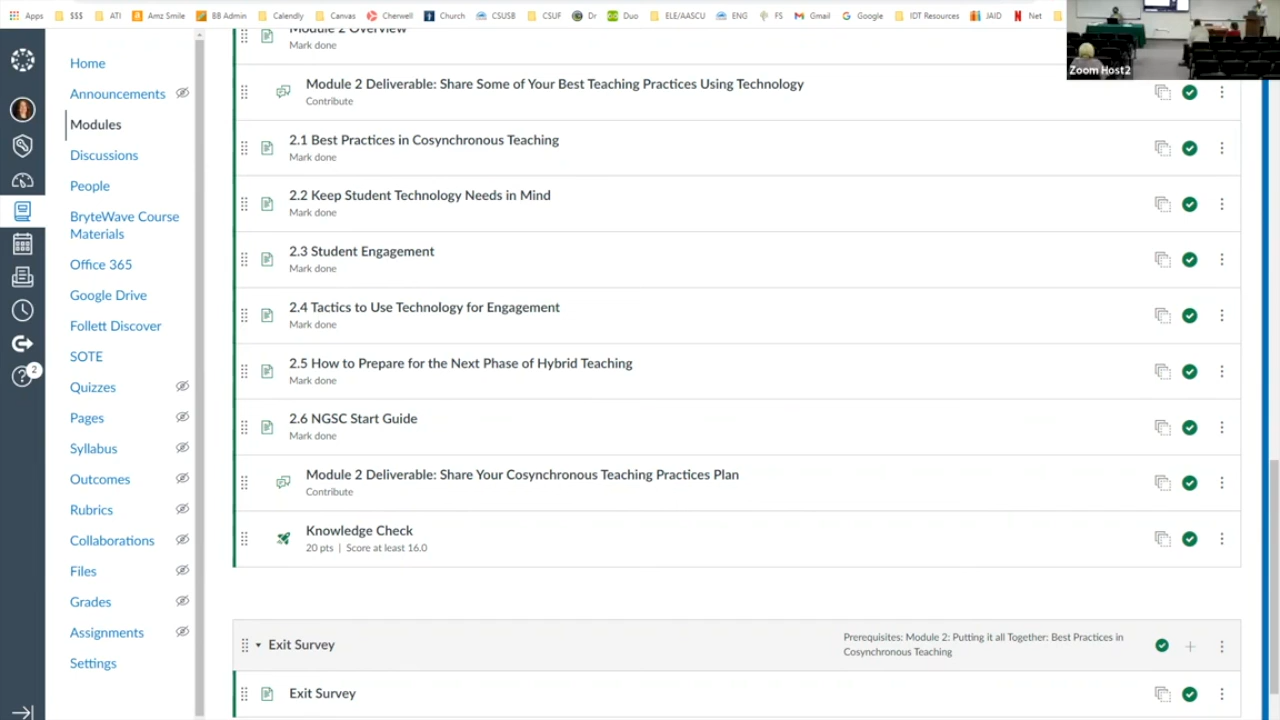 Apps $$$ ATI Amz Smile BB Admin Calendly Canvas Cherwell Church CSUSB CSUF Dr Duo ELE/AASCU ENG FS Gmail Google IDT Resources JAID Net
Zoom Host2
Home
Announcements
Modules
Discussions
People
BryteWave Course
Materials
Office 365
Google Drive
Follett Discover
SOTE
Quizzes
Pages
Syllabus
Outcomes
Rubrics
Collaborations
Files
Grades
Assignments
Settings
2
Module 2 Overview
Mark done
Module 2 Deliverable: Share Some of Your Best Teaching Practices Using Technology
Contribute
2.1 Best Practices in Cosynchronous Teaching
Mark done
2.2 Keep Student Technology Needs in Mind
Mark done
2.3 Student Engagement
Mark done
2.4 Tactics to Use Technology for Engagement
Mark done
2.5 How to Prepare for the Next Phase of Hybrid Teaching
Mark done
2.6 NGSC Start Guide
Mark done
Module 2 Deliverable: Share Your Cosynchronous Teaching Practices Plan
Contribute
Knowledge Check
20 pts | Score at least 16.0
Exit Survey
Prerequisites: Module 2: Putting it all Together: Best Practices in
Cosynchronous Teaching
Exit Survey